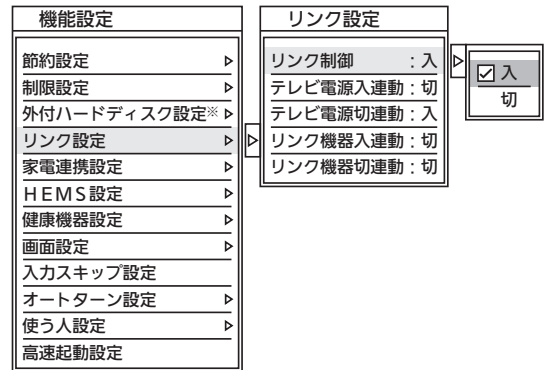 機能設定
節約設定
制限設定
外付ハードディスク設定※
リンク設定
家電連携設定
HEMS設定
健康機器設定
画面設定
入力スキップ設定
オートターン設定
使う人設定
高速起動設定
リンク設定
リンク制御 :入
テレビ電源入連動:切
テレビ電源切連動:入
リンク機器入連動:切
リンク機器切連動:切
入
切